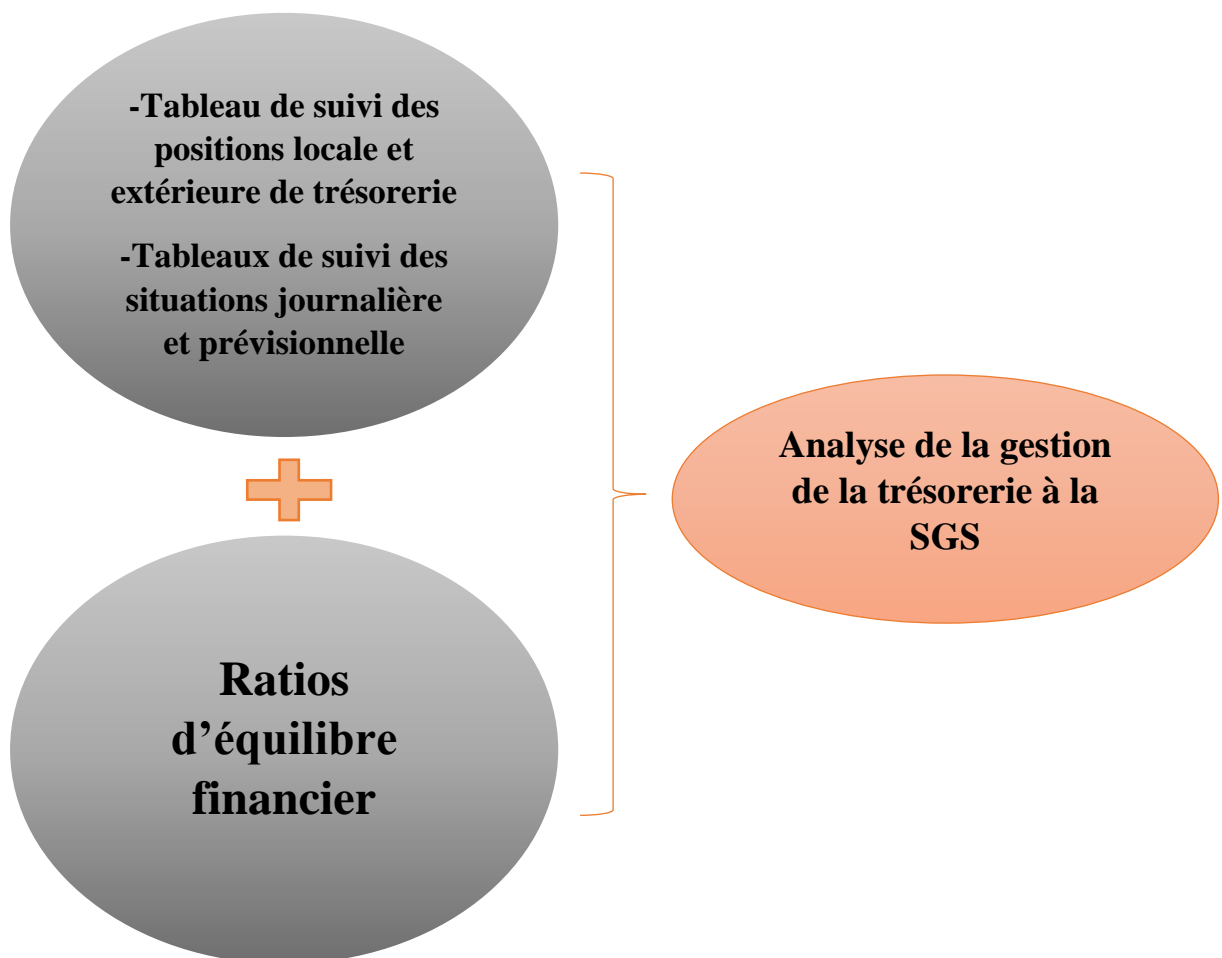 -Tableau de suivi des
positions locale et
extérieure de trésorerie
-Tableaux de suivi des
situations journalière
et prévisionnelle
Analyse de la gestion
de la trésorerie à la
SGS
Ratios
d’équilibre
financier